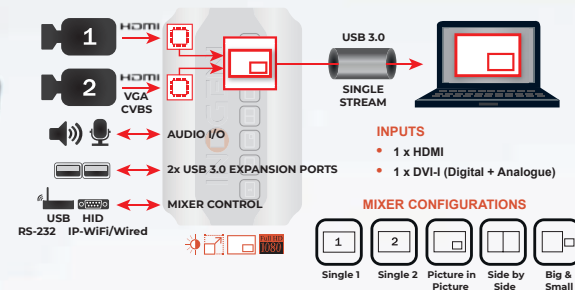 1
HDMI
2
HDMI
VGA
CVBS
AUDIO I/O
2x USB 3.0 EXPANSION PORTS
MIXER CONTROL
USB HID
RS-232 IP-WiFi/Wired
Full HD
1080
USB 3.0
SINGLE
STREAM
INPUTS
• 1 x HDMI
• 1 x DVI-I (Digital + Analogue)
MIXER CONFIGURATIONS
1
2
Single 1
Single 2
Picture in
Picture
Side by
Side
Big &
Small